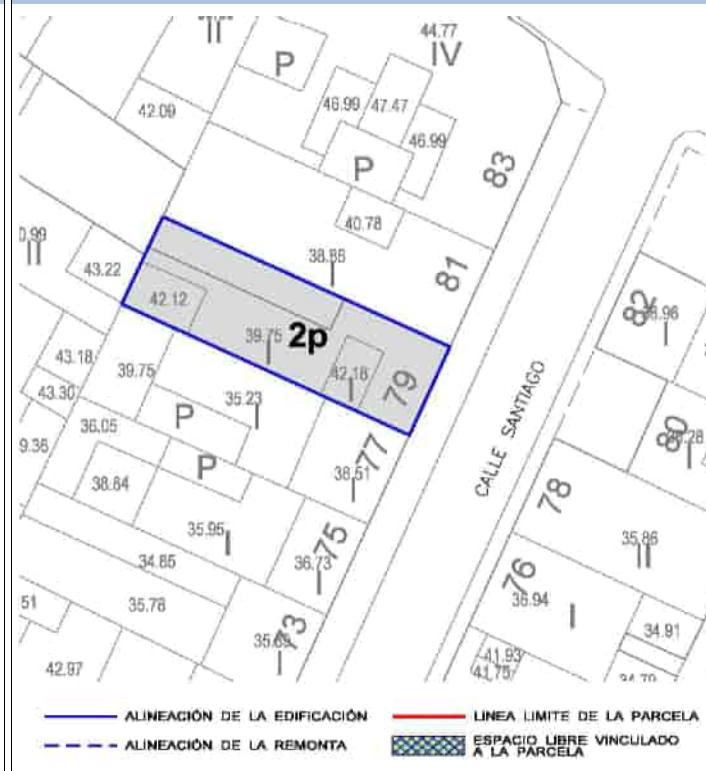 44.77
II
IV
P
46.99
47.47
42.09
46.99
P
83
40.78
II
43.22
38.86
81
42.12
39.75
2p
82
I
42.18
79
43.18
39.75
35.23
I
CALLE SANTIAGO
80
43.30
36.05
P
77
38.84
P
38.51
78
35.95
75
35.86
II
34.85
36.73
76
36.94
I
35.78
34.91
73
41.93
41.75
42.97
ALINEACIÓN DE LA EDIFICACIÓN
LINEA LIMITE DE LA PARCELA
ALINEACIÓN DE LA REMONTA
ESPACIO LIBRE VINCULADO
A LA PARCELA